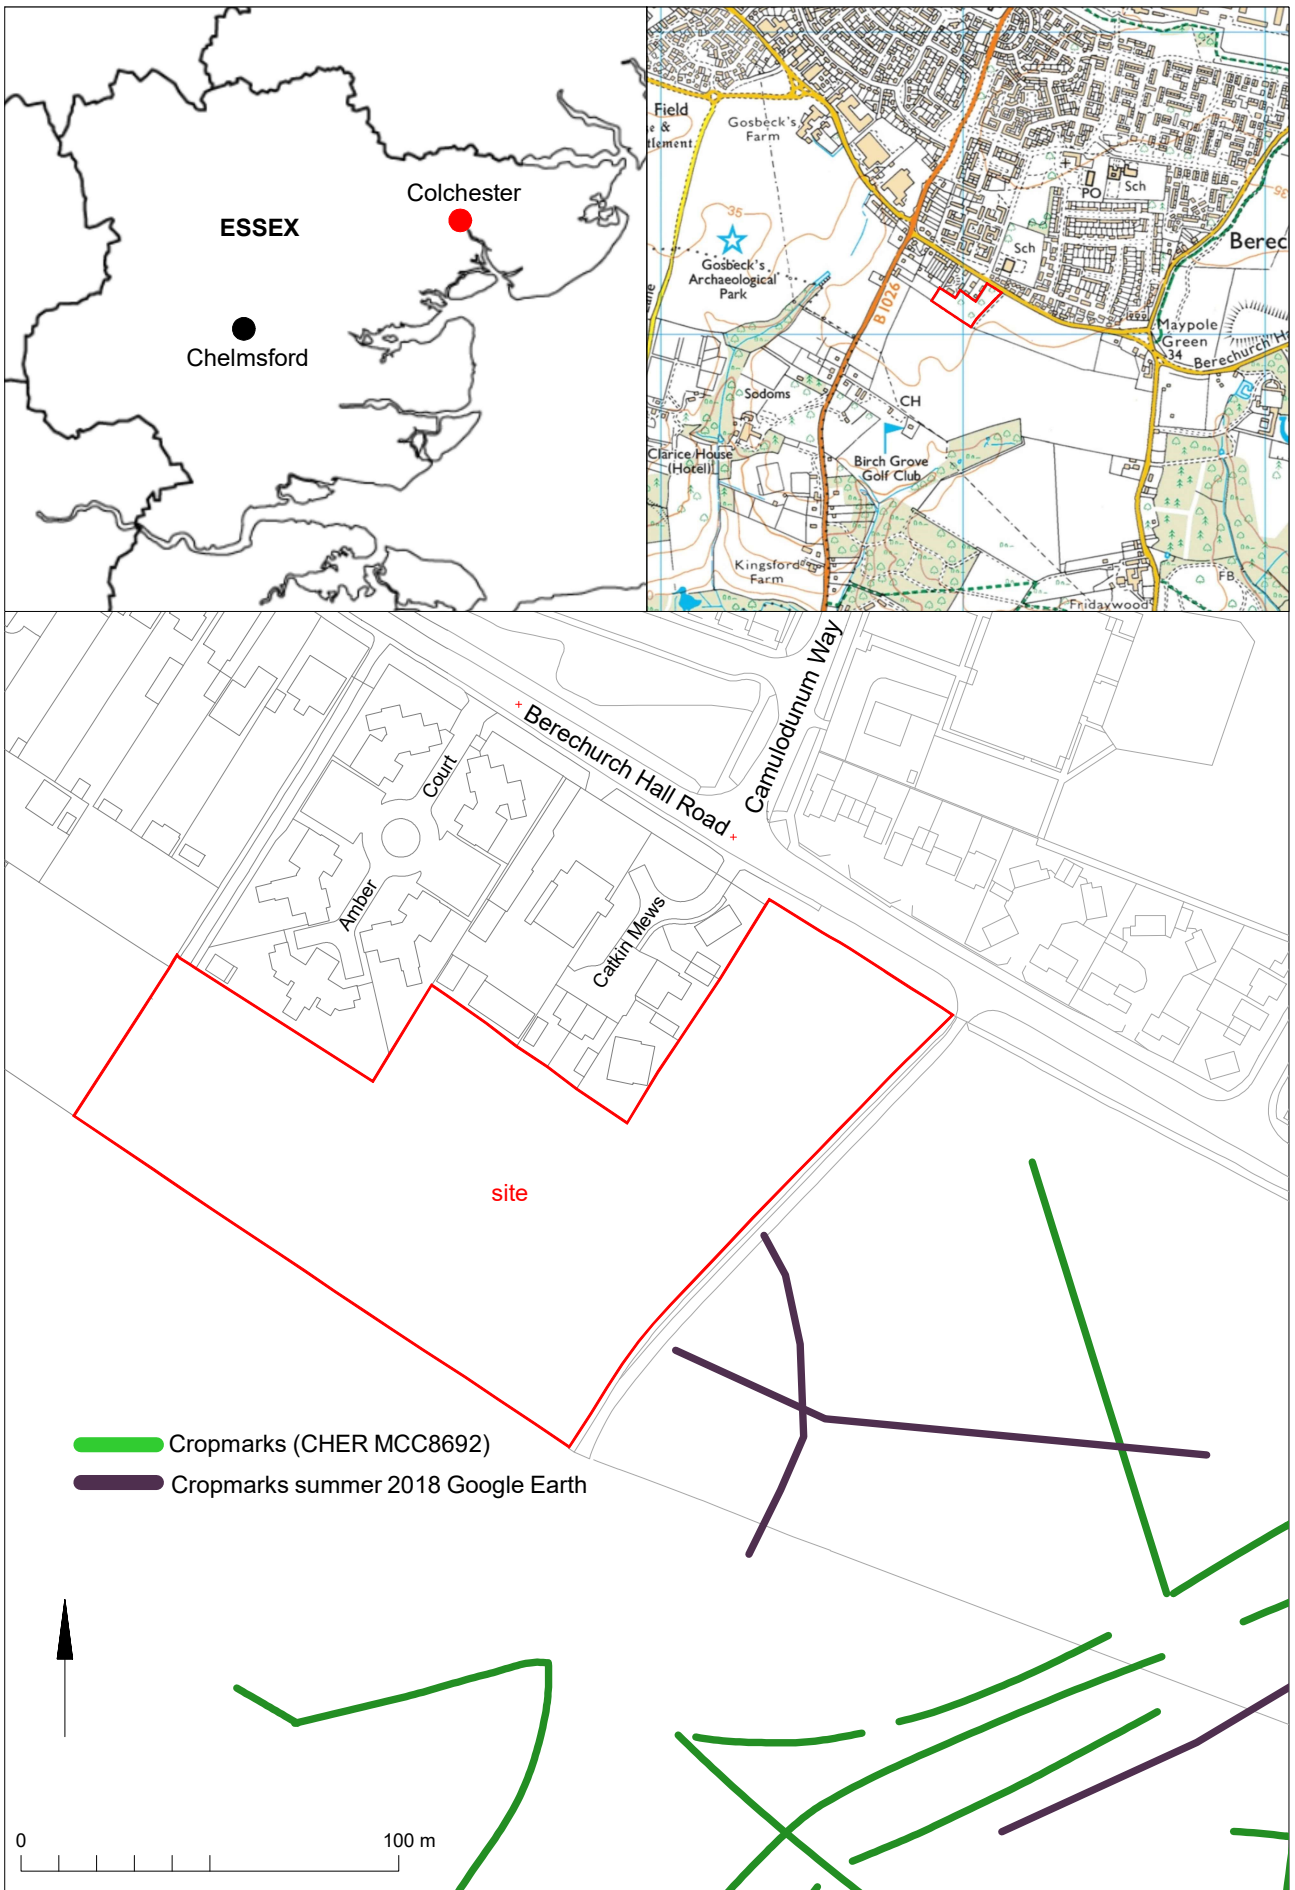 ESSEX
Colchester
Chelmsford
Field
Gosbeck's
Farm
35
Gosbeck's
Archaeological
Park
B 1026
PO
Sch
Sch
Berec
Maypole
Green
34
Berechurch Ha
Sodoms
CH
Clarice House
(Hotel)
Birch Grove
Golf Club
Kingsford
Farm
FB
Fridaywood
Berechurch Hall Road
Camulodunum Way
Court
Amber
Catkin Mews
site
Cropmarks (CHER MCC8692)
Cropmarks summer 2018 Google Earth
0
100 m